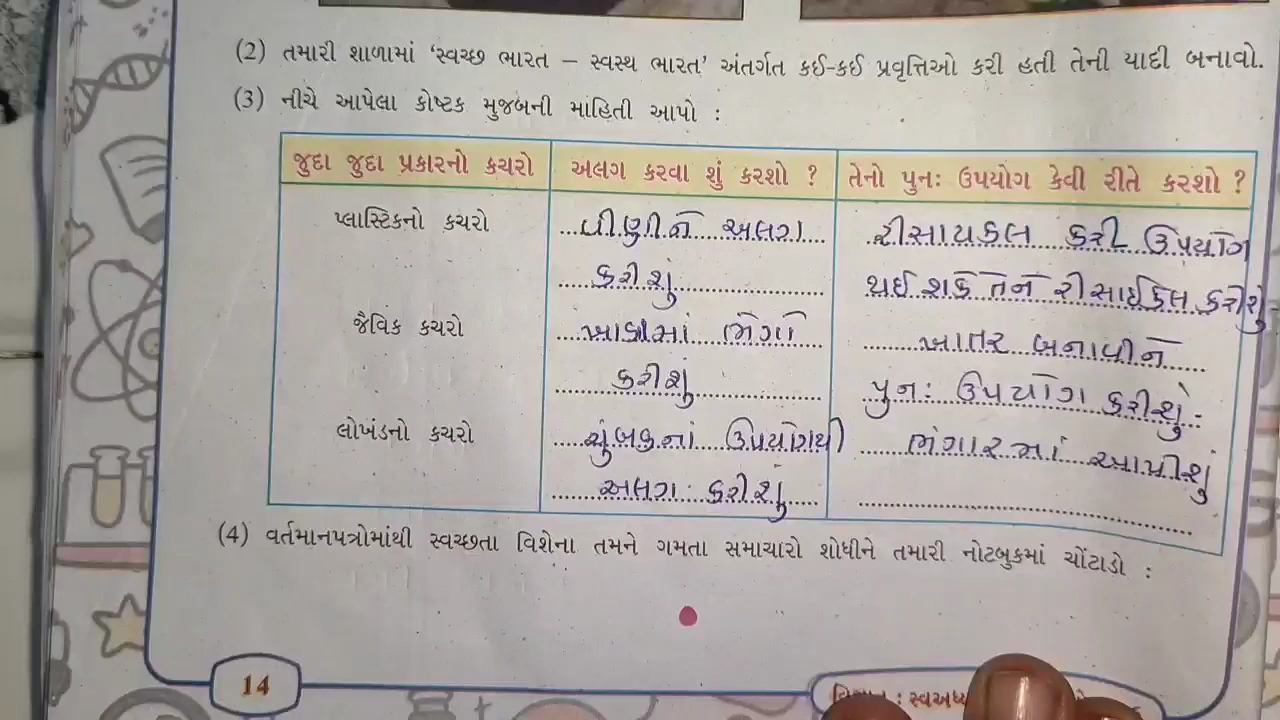 (2) તમારી શાળામાં ‘સ્વચ્છ ભારત – સ્વસ્થ ભારત’ અંતર્ગત કઈ-કઈ પ્રવૃત્તિઓ કરી હતી તેની યાદી બનાવો.
(3) નીચે આપેલા કોષ્ટક મુજબની માહિતી આપો :
જુદા જુદા પ્રકારનો કચરો અલગ કરવા શું કરશો ? તેનો પુનઃ ઉપયોગ કેવી રીતે કરશો ?
પ્લાસ્ટિકનો કચરો વીણીને અલગ રીસાયકલ કરી ઉપયોગ
કરીશું થઈ શકે તેને રીસાઈકલ કરીશું
જૈવિક કચરો ખાડામાં ભેગો ખાતર બનાવીને
કરીશું પુનઃ ઉપયોગ કરીશું.
લોખંડનો કચરો ચુંબકનાં ઉપયોગથી ભંગારમાં આપીશું
અલગ કરીશું
(4) વર્તમાનપત્રોમાંથી સ્વચ્છતા વિશેના તમને ગમતા સમાચારો શોધીને તમારી નોટબુકમાં ચોંટાડો :
14